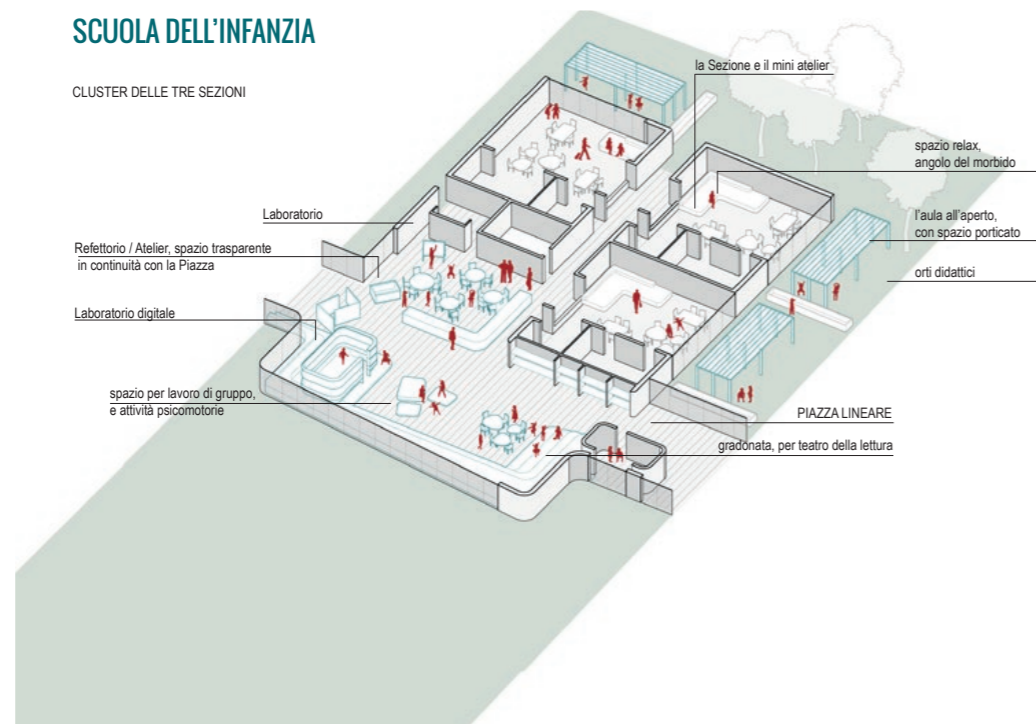 SCUOLA DELL'INFANZIA
CLUSTER DELLE TRE SEZIONI
la Sezione e il mini atelier
spazio relax,
angolo del morbido
Laboratorio
l'aula all'aperto,
con spazio porticato
Refettorio / Atelier, spazio trasparente
in continuità con la Piazza
orti didattici
Laboratorio digitale
spazio per lavoro di gruppo,
e attività psicomotorie
PIAZZA LINEARE
gradonata, per teatro della lettura